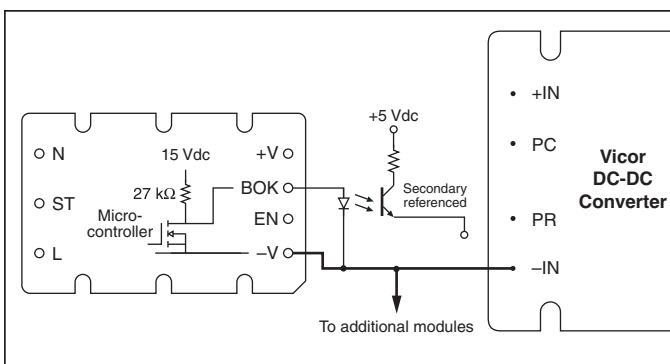 N
ST
L
15 Vdc
27 kΩ
Micro-
controller
+V
BOK
EN
–V
+5 Vdc
Secondary
referenced
To additional modules
+IN
PC
PR
–IN
Vicor
DC-DC
Converter